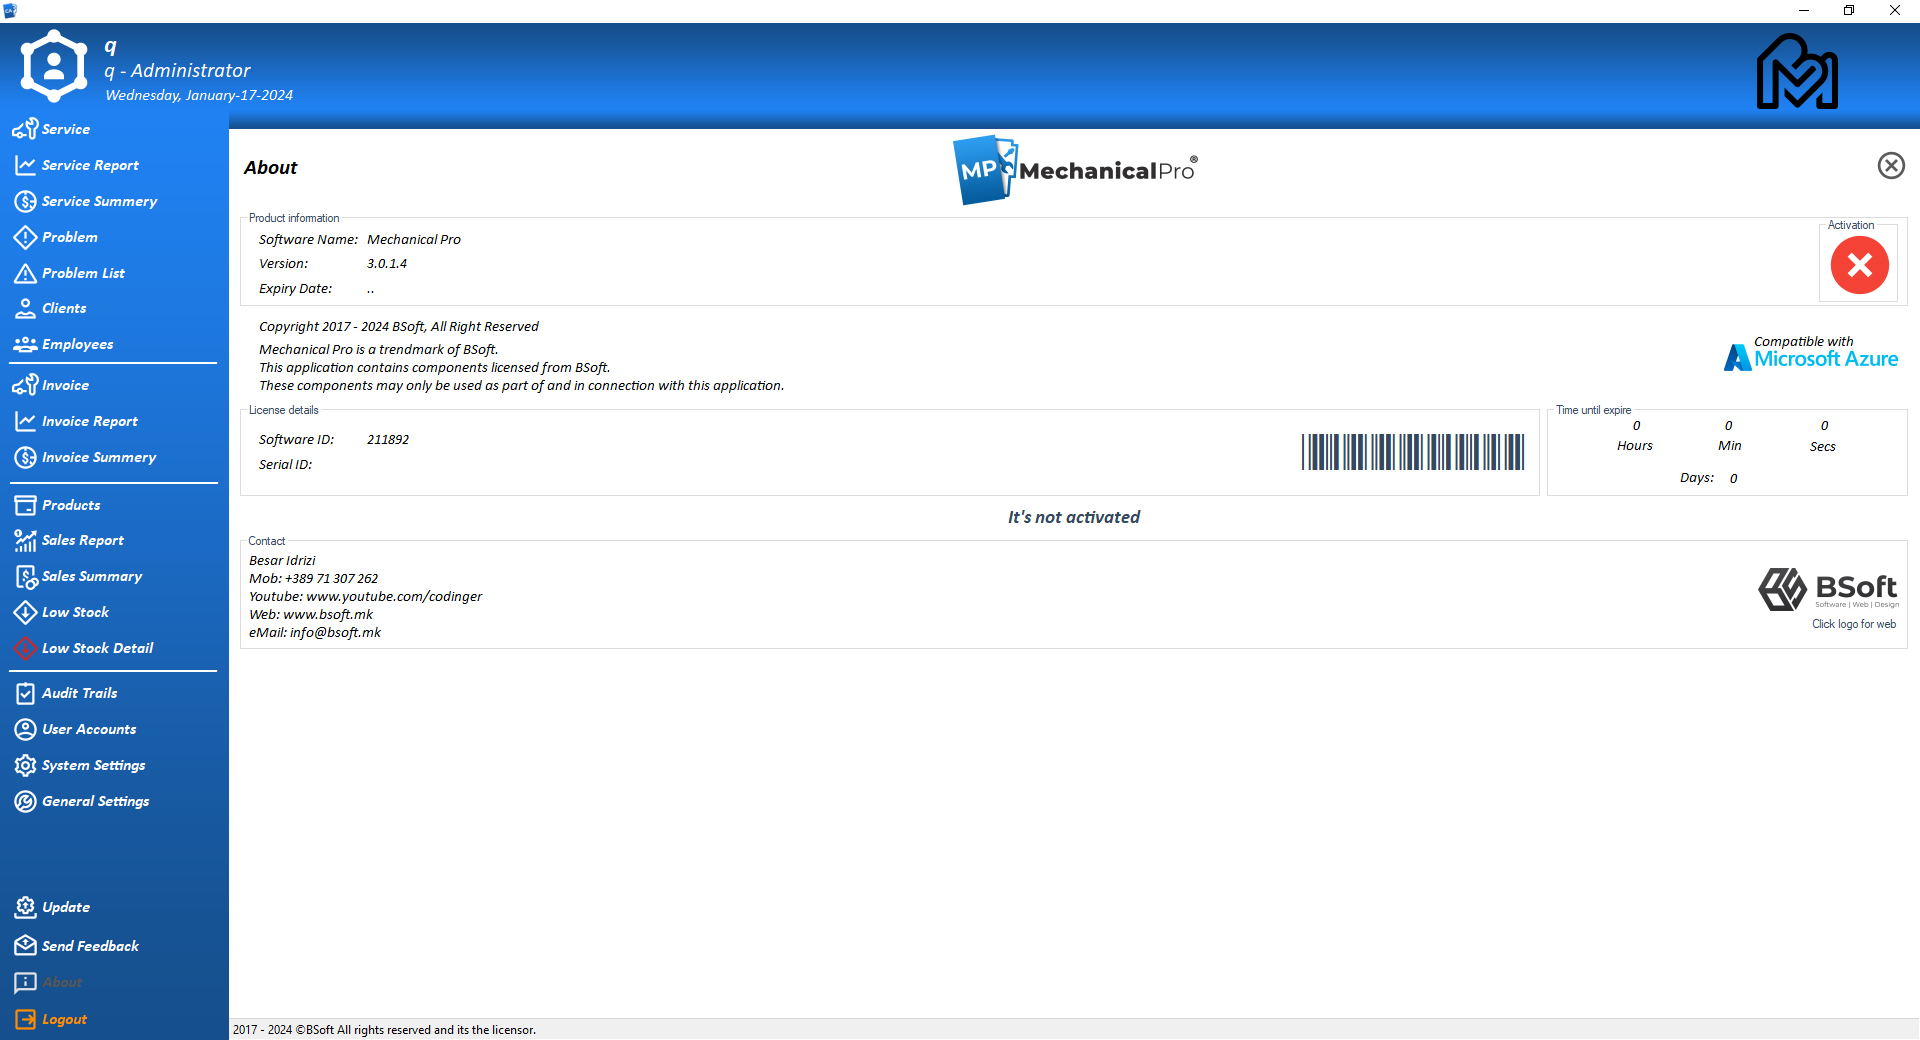 q
q - Administrator
Wednesday, January-17-2024
Service
Service Report
Service Summery
Problem
Problem List
Clients
Employees
Invoice
Invoice Report
Invoice Summery
Products
Sales Report
Sales Summary
Low Stock
Low Stock Detail
Audit Trails
User Accounts
System Settings
General Settings
Update
Send Feedback
About
Logout
About
MP MechanicalPro®
Product information
Software Name: Mechanical Pro
Version: 3.0.1.4
Expiry Date: ..
Activation
Copyright 2017 - 2024 BSoft, All Right Reserved
Mechanical Pro is a trendmark of BSoft.
This application contains components licensed from BSoft.
These components may only be used as part of and in connection with this application.
Compatible with
Microsoft Azure
License details
Software ID: 211892
Serial ID:
Time until expire
0 0 0
Hours Min Secs
Days: 0
It's not activated
Contact
Besar Idrizi
Mob: +389 71 307 262
Youtube: www.youtube.com/codinger
Web: www.bsoft.mk
eMail: info@bsoft.mk
BSoft
Software | Web | Design
Click logo for web
2017 - 2024 ©BSoft All rights reserved and its the licensor.